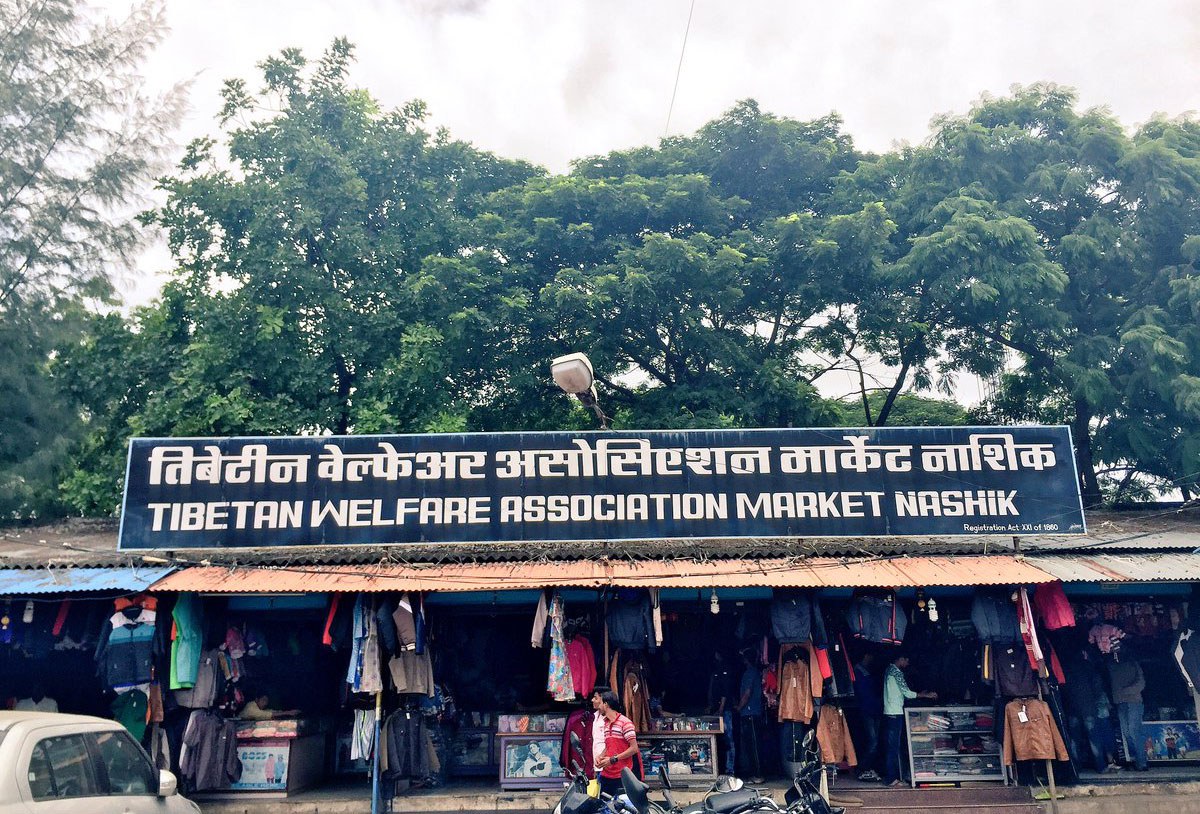 तिबेटीन वेल्फेअर असोसिएशन मार्केट नाशिक
TIBETAN WELFARE ASSOCIATION MARKET NASHIK
Registration Act XXI of 1860